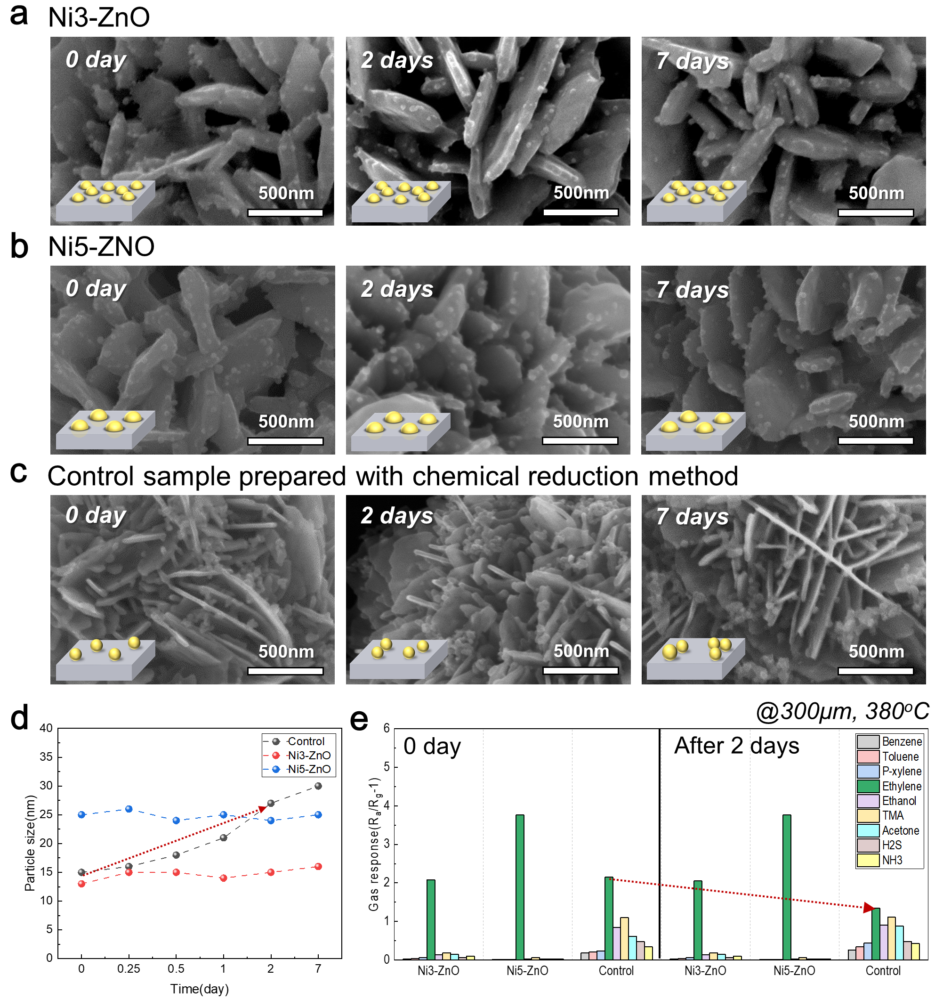 a Ni3-ZnO
0 day
2 days
7 days
500nm
500nm
500nm
b Ni5-ZNO
0 day
2 days
7 days
500nm
500nm
500nm
c Control sample prepared with chemical reduction method
0 day
2 days
7 days
500nm
500nm
500nm
d
Particle size(nm)
40
35
30
25
20
15
10
5
0
Control
Ni3-ZnO
Ni5-ZnO
0 0.25 0.5 1 2 7
Time(day)
e
@300μm, 380°C
Gas response(Ra/Rg-1)
6
5
4
3
2
1
0
0 day
After 2 days
Benzene
Toluene
P-xylene
Ethylene
Ethanol
TMA
Acetone
H2S
NH3
Ni3-ZnO Ni5-ZnO Control Ni3-ZnO Ni5-ZnO Control